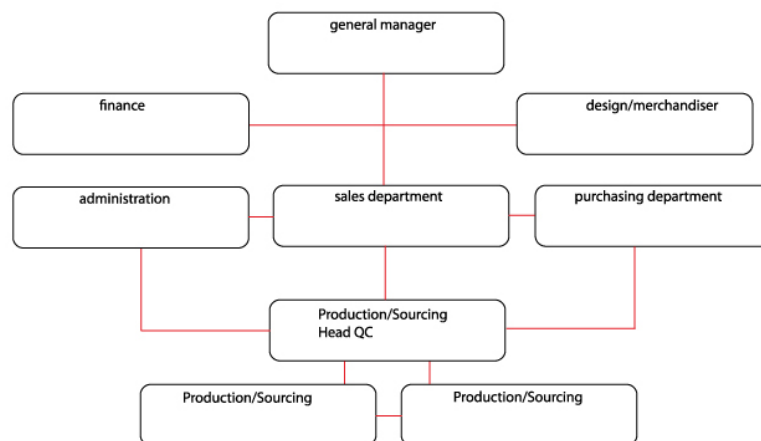 general manager
finance
design/merchandiser
administration
sales department
purchasing department
Production/Sourcing
Head QC
Production/Sourcing
Production/Sourcing